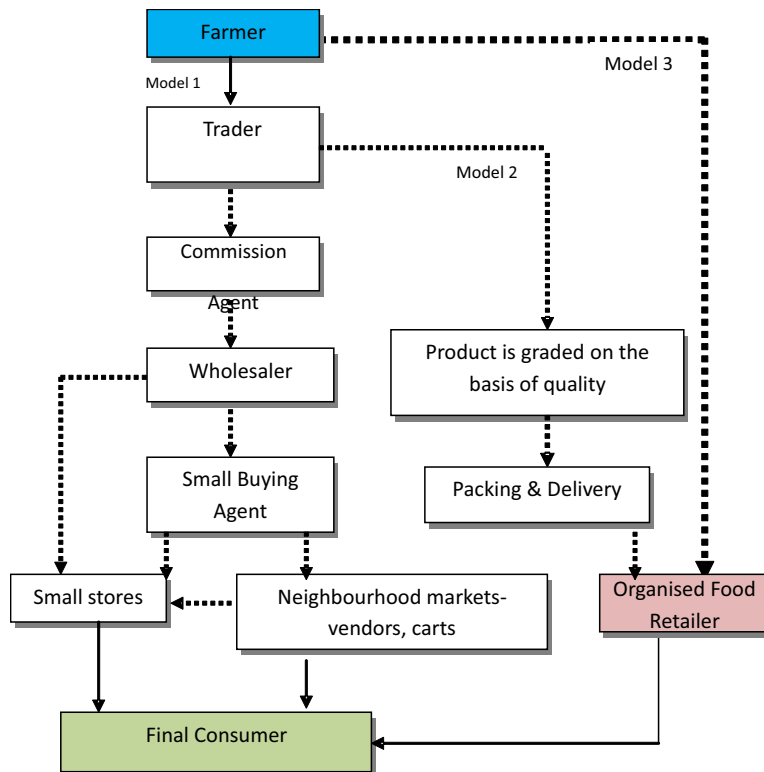 Farmer
Model 1
Model 3
Trader
Model 2
Commission
Agent
Wholesaler
Product is graded on the
basis of quality
Small Buying
Agent
Packing & Delivery
Small stores
Neighbourhood markets-
vendors, carts
Organised Food
Retailer
Final Consumer